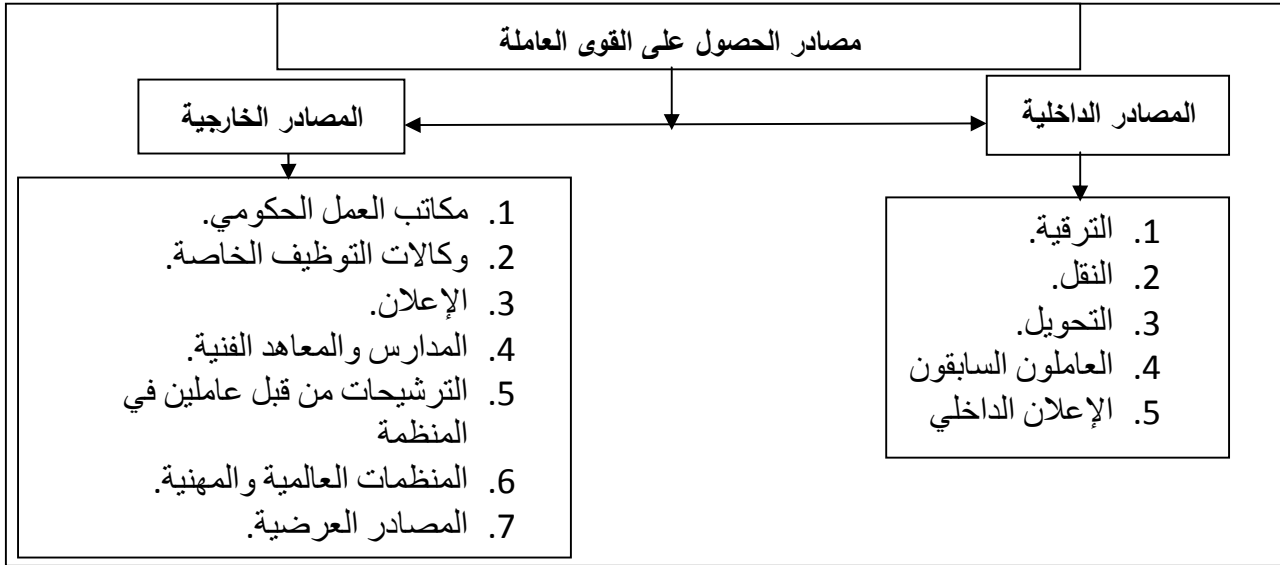 مصادر الحصول على القوى العاملة
المصادر الداخلية
المصادر الخارجية
1. الترقية.
2. النقل.
3. التحويل.
4. العاملون السابقون
5. الإعلان الداخلي
1. مكاتب العمل الحكومي.
2. وكالات التوظيف الخاصة.
3. الإعلان.
4. المدارس والمعاهد الفنية.
5. الترشيحات من قبل عاملين في
المنظمة
6. المنظمات العالمية والمهنية.
7. المصادر العرضية.